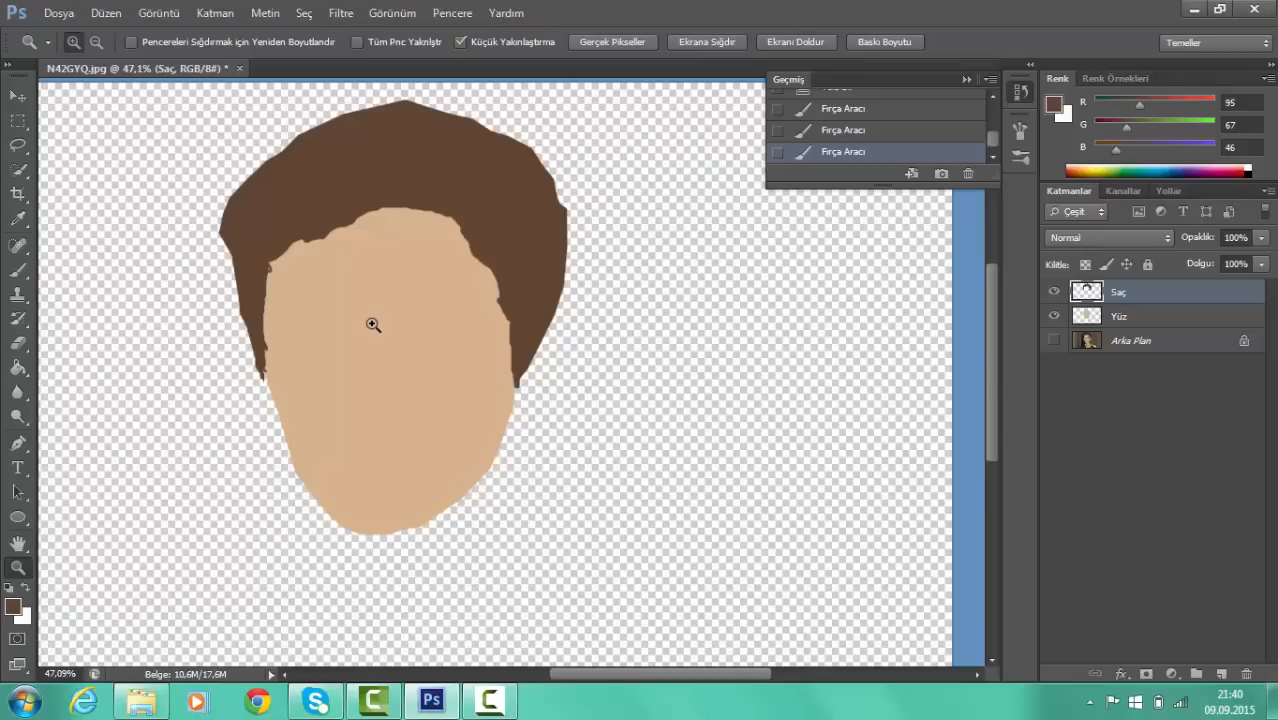 Ps Dosya Düzen Görüntü Katman Metin Seç Filtre Görünüm Pencere Yardım
Pencereleri Sığdırmak için Yeniden Boyutlandır Tüm Pnc Yaknlştr Küçük Yakınlaştırma Gerçek Pikseller Ekrana Sığdır Ekranı Doldur Baskı Boyutu Temeller
N42GYQ.jpg @ 47,1% (Saç, RGB/8#) *
Geçmiş
Fırça Aracı
Fırça Aracı
Fırça Aracı
Renk Renk Örnekleri
R 95
G 67
B 46
Katmanlar Kanallar Yollar
Çeşit
Normal Opaklık: 100%
Kilitle: Dolgu: 100%
Saç
Yüz
Arka Plan
47,09% Belge: 10,6M/17,6M
Ps
21:40
09.09.2015